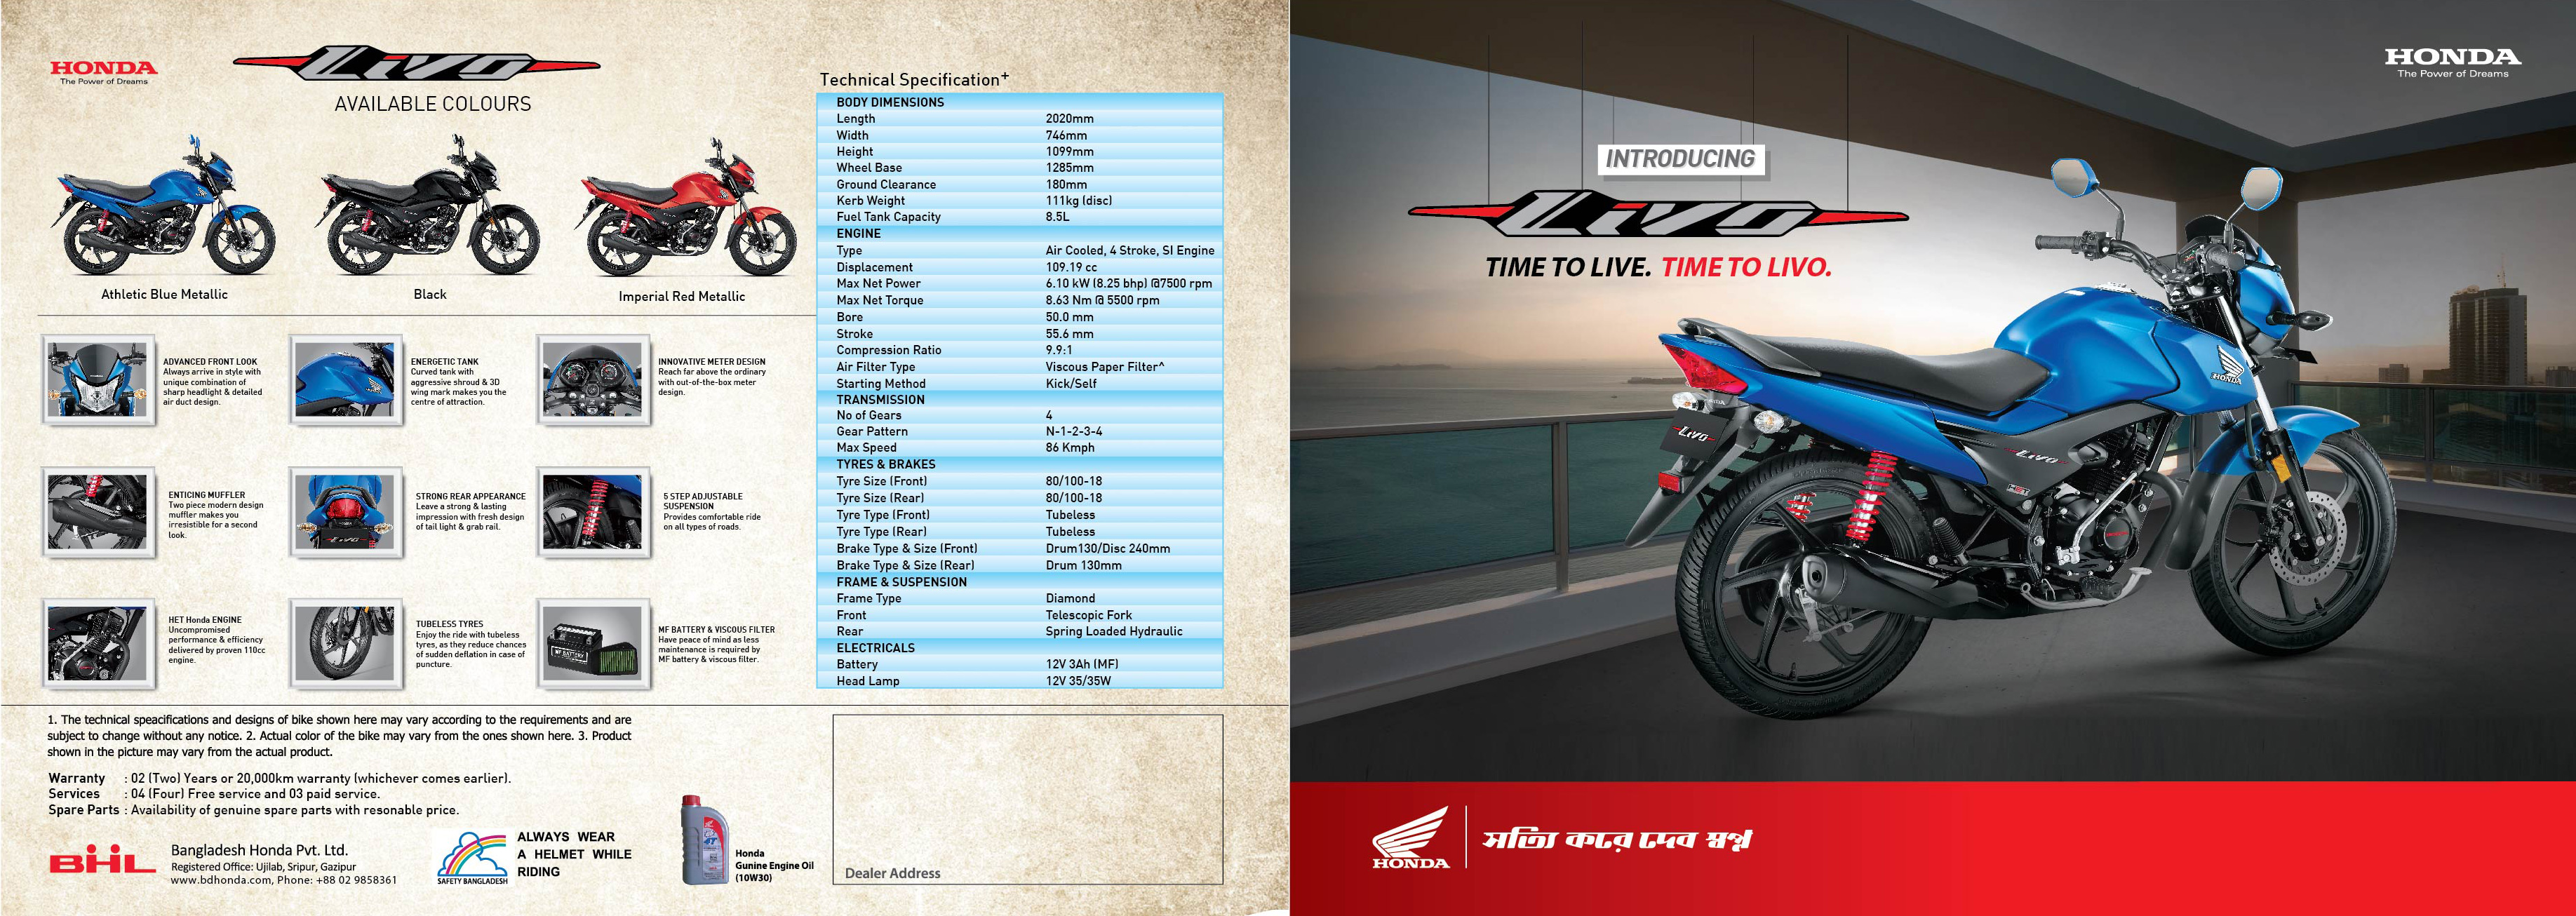 HONDA
The Power of Dreams
Livo
AVAILABLE COLOURS
Athletic Blue Metallic
Black
Imperial Red Metallic
ADVANCED FRONT LOOK
Always arrive in style with
unique combination of
sharp headlight & detailed
air duct design.
ENERGETIC TANK
Curved tank with
aggressive shroud & 3D
wing mark makes you the
centre of attraction.
INNOVATIVE METER DESIGN
Reach far above the ordinary
with out-of-the-box meter
design.
ENTICING MUFFLER
Two piece modern design
muffler makes you
irresistible for a second
look.
STRONG REAR APPEARANCE
Leave a strong & lasting
impression with fresh design
of tail light & grab rail.
5 STEP ADJUSTABLE
SUSPENSION
Provides comfortable ride
on all types of roads.
HET Honda ENGINE
Uncompromised
performance & efficiency
delivered by proven 110cc
engine.
TUBELESS TYRES
Enjoy the ride with tubeless
tyres, as they reduce chances
of sudden deflation in case of
puncture.
MF BATTERY
MF BATTERY & VISCOUS FILTER
Have peace of mind as less
maintenance is required by
MF battery & viscous filter.
Technical Specification+
BODY DIMENSIONS
Length 2020mm
Width 746mm
Height 1099mm
Wheel Base 1285mm
Ground Clearance 180mm
Kerb Weight 111kg (disc)
Fuel Tank Capacity 8.5L
ENGINE
Type Air Cooled, 4 Stroke, SI Engine
Displacement 109.19 cc
Max Net Power 6.10 kW (8.25 bhp) @7500 rpm
Max Net Torque 8.63 Nm @ 5500 rpm
Bore 50.0 mm
Stroke 55.6 mm
Compression Ratio 9.9:1
Air Filter Type Viscous Paper Filter^
Starting Method Kick/Self
TRANSMISSION
No of Gears 4
Gear Pattern N-1-2-3-4
Max Speed 86 Kmph
TYRES & BRAKES
Tyre Size (Front) 80/100-18
Tyre Size (Rear) 80/100-18
Tyre Type (Front) Tubeless
Tyre Type (Rear) Tubeless
Brake Type & Size (Front) Drum130/Disc 240mm
Brake Type & Size (Rear) Drum 130mm
FRAME & SUSPENSION
Frame Type Diamond
Front Telescopic Fork
Rear Spring Loaded Hydraulic
ELECTRICALS
Battery 12V 3Ah (MF)
Head Lamp 12V 35/35W
1. The technical speacifications and designs of bike shown here may vary according to the requirements and are
subject to change without any notice. 2. Actual color of the bike may vary from the ones shown here. 3. Product
shown in the picture may vary from the actual product.
Warranty : 02 (Two) Years or 20,000km warranty (whichever comes earlier).
Services : 04 (Four) Free service and 03 paid service.
Spare Parts : Availability of genuine spare parts with resonable price.
BHL
Bangladesh Honda Pvt. Ltd.
Registered Office: Ujilab, Sripur, Gazipur
www.bdhonda.com, Phone: +88 02 9858361
SAFETY BANGLADESH
ALWAYS WEAR
A HELMET WHILE
RIDING
4T
Honda
Gunine Engine Oil
(10W30)
Dealer Address
HONDA
The Power of Dreams
INTRODUCING
Livo
TIME TO LIVE. TIME TO LIVO.
HONDA
Livo
Livo
HET
HONDA
সত্যি করে দেব স্বপ্ন